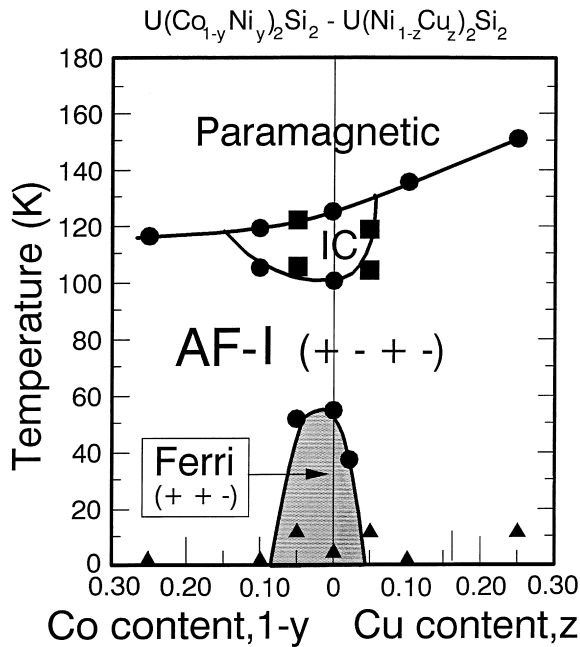 U(Co1-yNiy)2Si2 - U(Ni1-zCuz)2Si2
180
160
140
120
100
80
60
40
20
0
Temperature (K)
Paramagnetic
IC
AF-I (+ - + -)
Ferri
(+ + -)
0.30 0.20 0.10 0 0.10 0.20 0.30
Co content,1-y Cu content,z